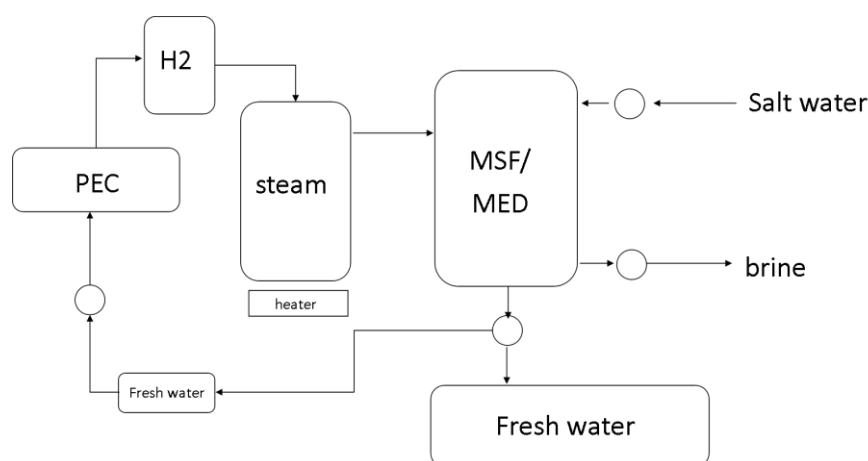 H2
Salt water
PEC
steam
MSF/
MED
brine
heater
Fresh water
Fresh water